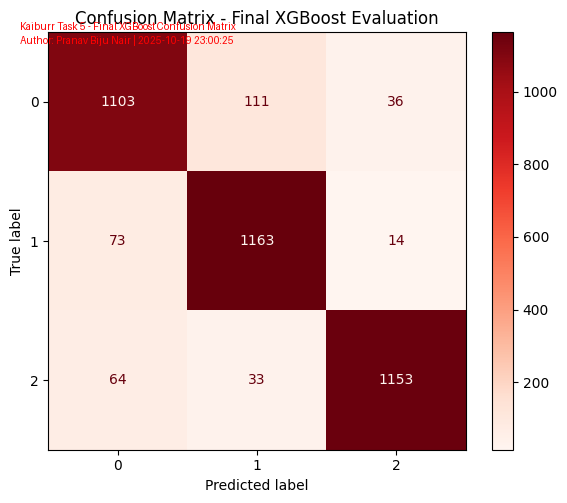 Confusion Matrix - Final XGBoost Evaluation
Kaiburr Task 5 - Final XGBoost Confusion Matrix
Author: Pranav Biju Nair | 2025-10-19 23:00:25
0 1103 111 36
1 73 1163 14
2 64 33 1153
0 1 2
True label
Predicted label
1000
800
600
400
200